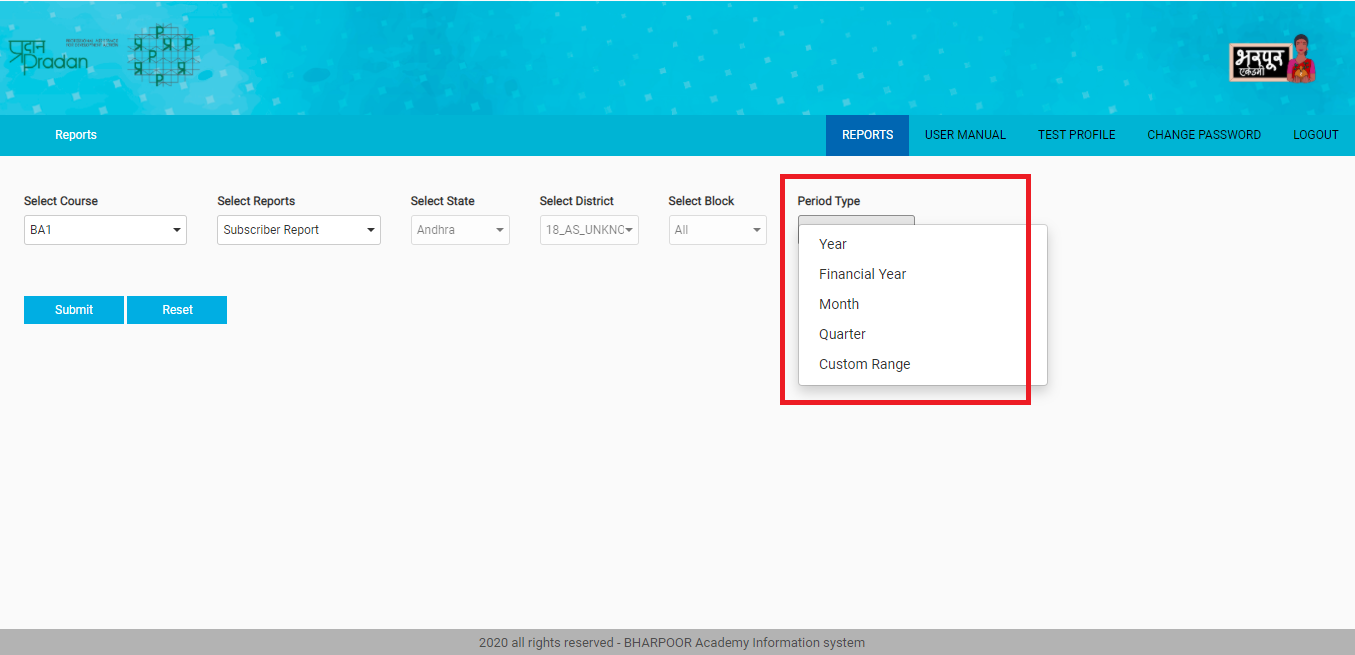 प्रदान
Pradan
प्र P प्र P प्र P प्र P
भरपूर
एकेडमी
Reports
REPORTS USER MANUAL TEST PROFILE CHANGE PASSWORD LOGOUT
Select Course Select Reports Select State Select District Select Block Period Type
BA1 Subscriber Report Andhra 18_AS_UNKNO All
Year
Financial Year
Month
Quarter
Custom Range
Submit Reset
2020 all rights reserved - BHARPOOR Academy Information system